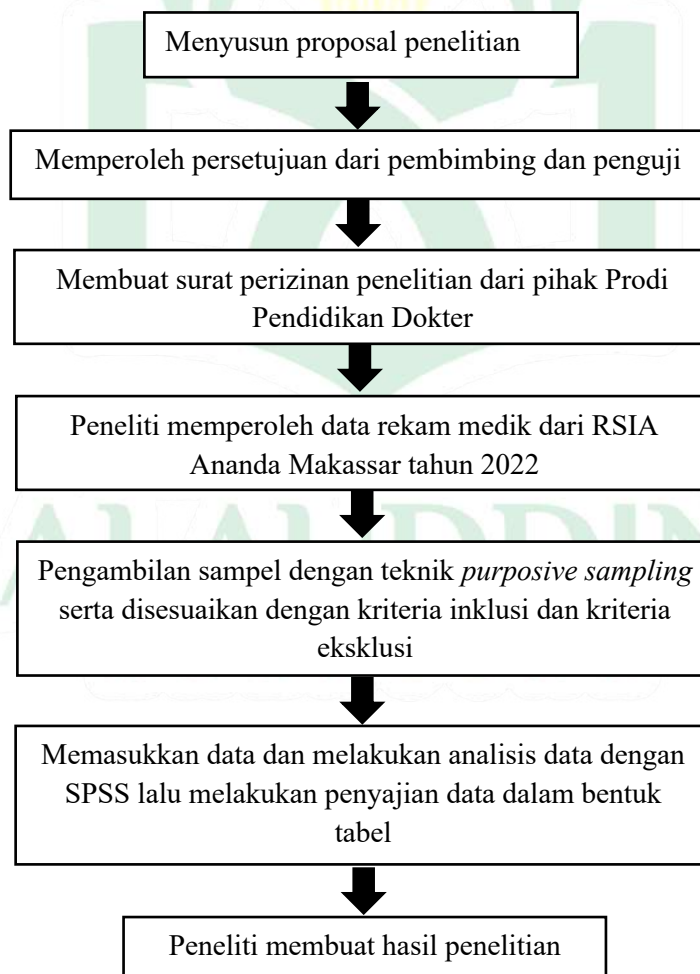 Menyusun proposal penelitian
Memperoleh persetujuan dari pembimbing dan penguji
Membuat surat perizinan penelitian dari pihak Prodi
Pendidikan Dokter
Peneliti memperoleh data rekam medik dari RSIA
Ananda Makassar tahun 2022
Pengambilan sampel dengan teknik purposive sampling
serta disesuaikan dengan kriteria inklusi dan kriteria
eksklusi
Memasukkan data dan melakukan analisis data dengan
SPSS lalu melakukan penyajian data dalam bentuk
tabel
Peneliti membuat hasil penelitian